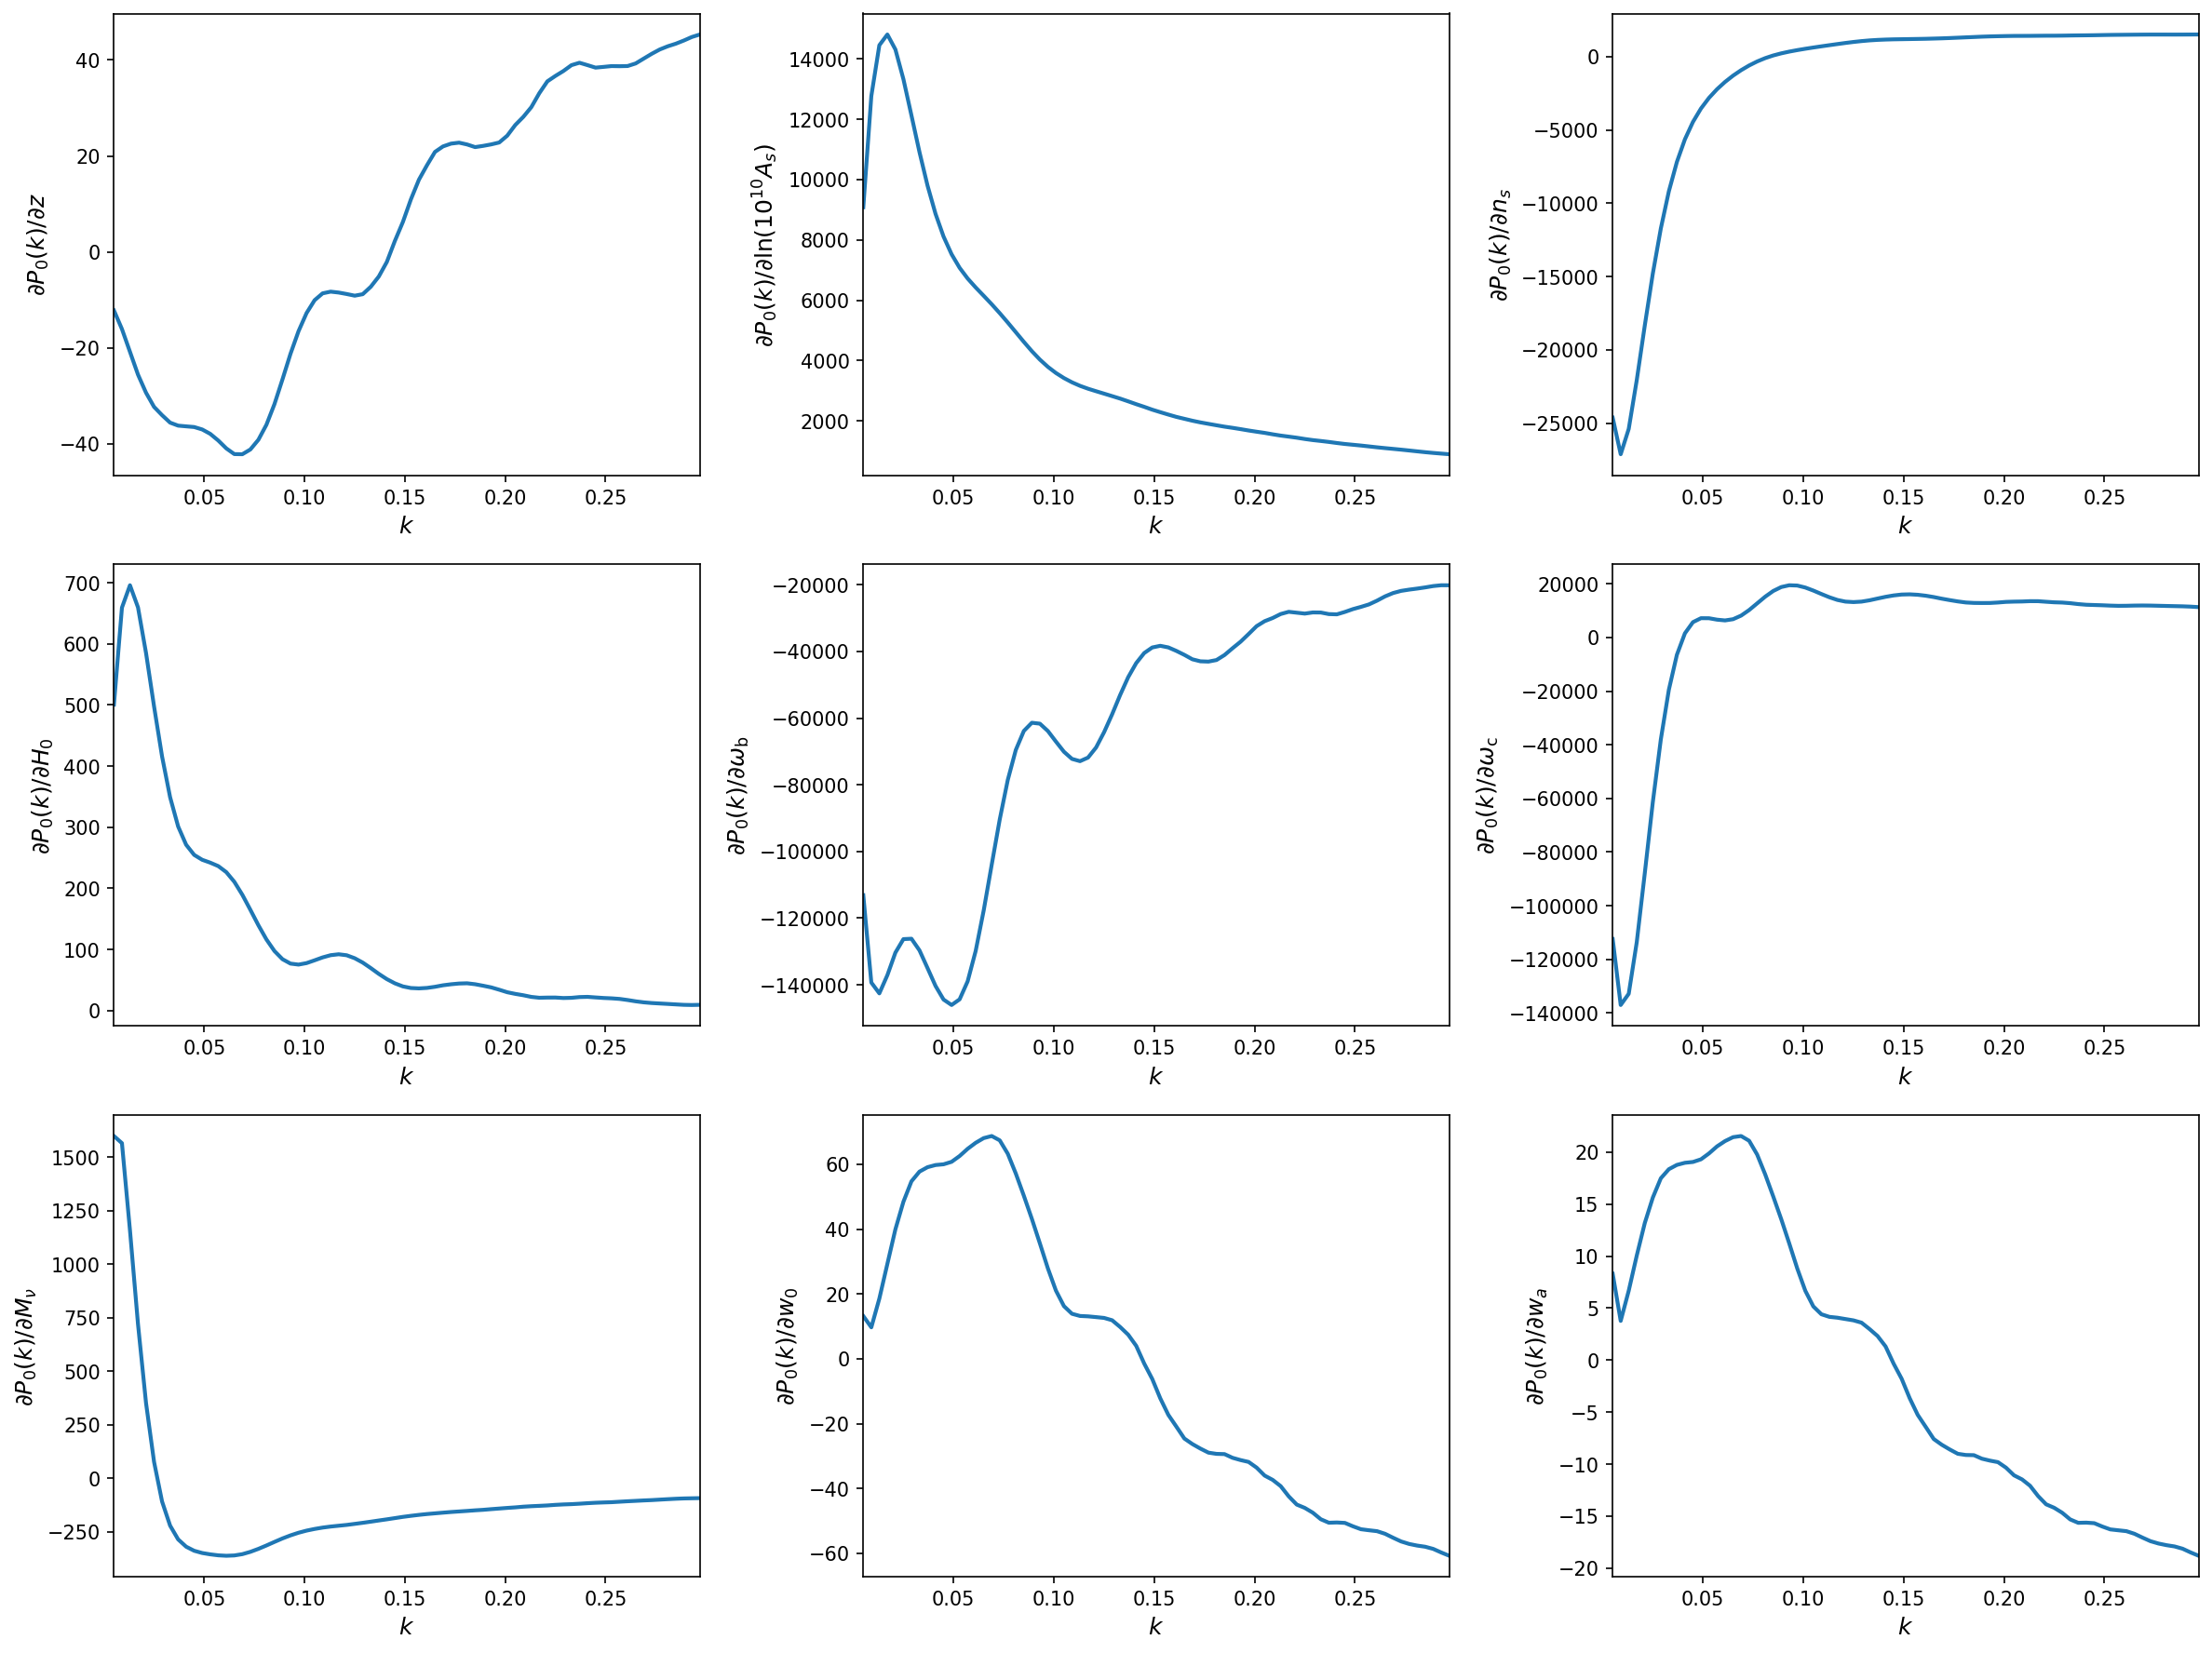 ∂P₀(k)/∂z
40
20
0
−20
−40
0.05 0.10 0.15 0.20 0.25
k
∂P₀(k)/∂ln(10¹⁰Aₛ)
14000
12000
10000
8000
6000
4000
2000
0.05 0.10 0.15 0.20 0.25
k
∂P₀(k)/∂nₛ
0
−5000
−10000
−15000
−20000
−25000
0.05 0.10 0.15 0.20 0.25
k
∂P₀(k)/∂H₀
700
600
500
400
300
200
100
0
0.05 0.10 0.15 0.20 0.25
k
∂P₀(k)/∂ω_b
−20000
−40000
−60000
−80000
−100000
−120000
−140000
0.05 0.10 0.15 0.20 0.25
k
∂P₀(k)/∂ω_c
20000
0
−20000
−40000
−60000
−80000
−100000
−120000
−140000
0.05 0.10 0.15 0.20 0.25
k
∂P₀(k)/∂M_ν
1500
1250
1000
750
500
250
0
−250
0.05 0.10 0.15 0.20 0.25
k
∂P₀(k)/∂w₀
60
40
20
0
−20
−40
−60
0.05 0.10 0.15 0.20 0.25
k
∂P₀(k)/∂wₐ
20
15
10
5
0
−5
−10
−15
−20
0.05 0.10 0.15 0.20 0.25
k